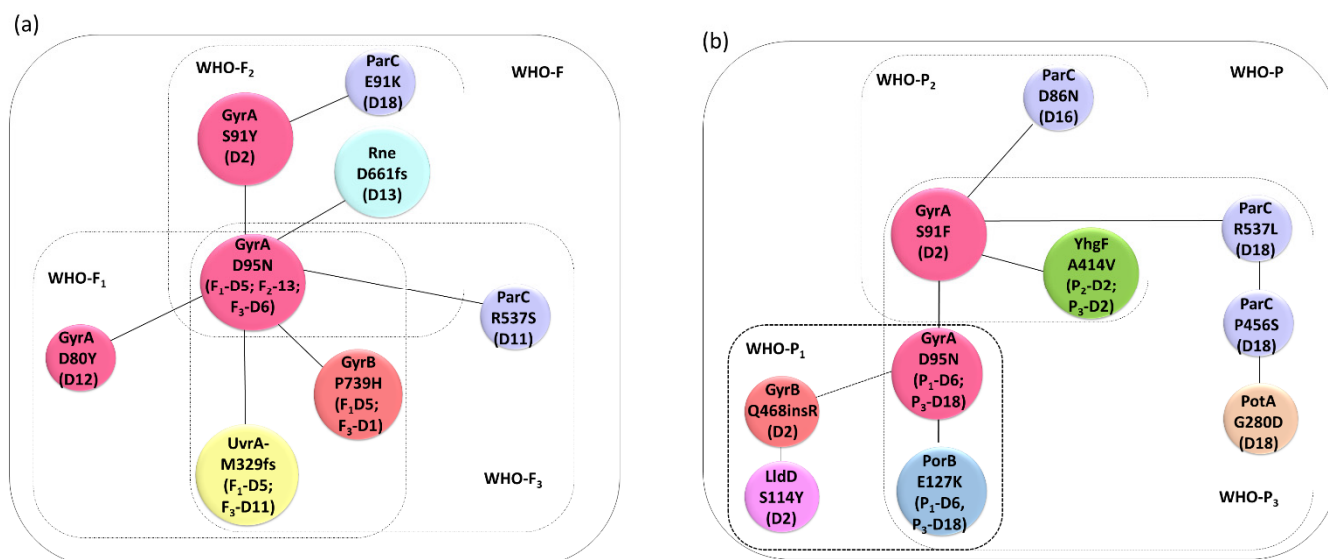 (a)
WHO-F₂
ParC
E91K
(D18)
WHO-F
GyrA
S91Y
(D2)
Rne
D661fs
(D13)
GyrA
D95N
(F₁-D5; F₂-13;
F₃-D6)
WHO-F₁
ParC
R537S
(D11)
GyrA
D80Y
(D12)
GyrB
P739H
(F₁D5;
F₃-D1)
UvrA-
M329fs
(F₁-D5;
F₃-D11)
WHO-F₃
(b)
WHO-P₂
ParC
D86N
(D16)
WHO-P
GyrA
S91F
(D2)
ParC
R537L
(D18)
YhgF
A414V
(P₂-D2;
P₃-D2)
ParC
P456S
(D18)
WHO-P₁
GyrA
D95N
(P₁-D6;
P₃-D18)
GyrB
Q468insR
(D2)
PotA
G280D
(D18)
LldD
S114Y
(D2)
PorB
E127K
(P₁-D6,
P₃-D18)
WHO-P₃